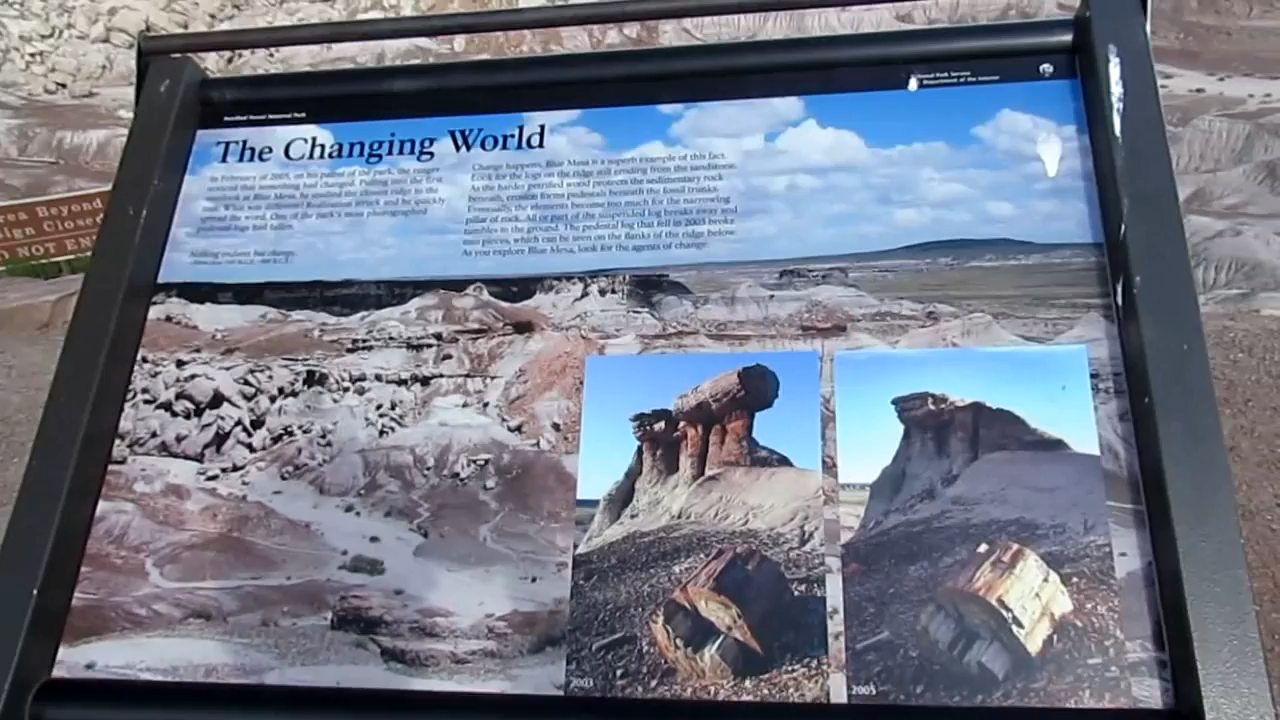 Petrified Forest National Park
National Park Service
Department of the Interior
The Changing World
In February of 2005, on his patrol of the park, the ranger
noticed that something had changed. Pulling into the first
overlook at Blue Mesa, he studied the closest ridge to the
road. What was missing? Realization struck and he quickly
spread the word. One of the park's most photographed
pedestal logs had fallen.
Nothing endures but change.
Change happens. Blue Mesa is a superb example of this fact.
Look for the logs on the ridge still eroding from the sandstone.
As the harder petrified wood protects the sedimentary rock
beneath, erosion forms pedestals beneath the fossil trunks.
Eventually, the elements become too much for the narrowing
pillar of rock. All or part of the suspended log breaks away and
tumbles to the ground. The pedestal log that fell in 2005 broke
into pieces, which can be seen on the flanks of the ridge below.
As you explore Blue Mesa, look for the agents of change.
rea Beyond
ign Closed
O NOT EN
2003
2005